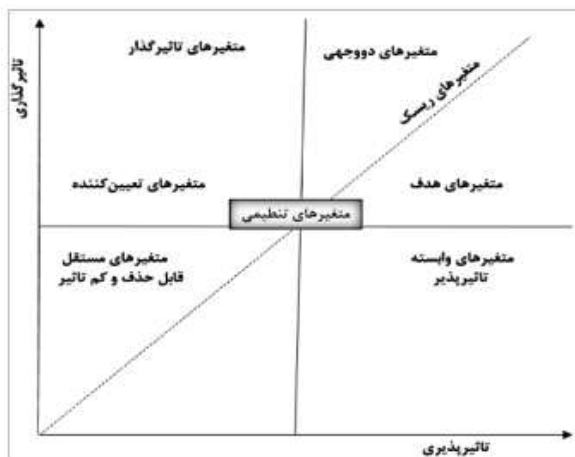 متغیرهای تاثیرگذار
متغیرهای دووجهی
متغیرهای ریسک
تاثیرگذاری
متغیرهای تعیین‌کننده
متغیرهای هدف
متغیرهای تنظیمی
متغیرهای مستقل
قابل حذف و کم تاثیر
متغیرهای وابسته
تاثیرپذیر
تاثیرپذیری